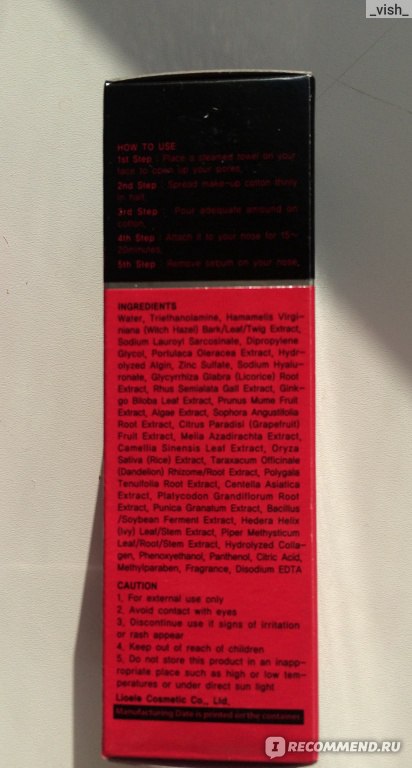 _vish_
HOW TO USE
1st Step : Place a steamed towel on your
face to open up your pores.
2nd Step : Spread make-up cotton thinly
in half.
3rd Step : Pour adequate amound on
cotton.
4th Step : Attach it to your nose for 15~
20minutes.
5th Step : Remove sebum on your nose.
INGREDIENTS
Water, Triethanolamine, Hamamelis Virgi-
niana (Witch Hazel) Bark/Leaf/Twig Extract,
Sodium Lauroyl Sarcosinate, Dipropylene
Glycol, Portulaca Oleracea Extract, Hydr-
olyzed Algin, Zinc Sulfate, Sodium Hyalu-
ronate, Glycyrrhiza Glabra (Licorice) Root
Extract, Rhus Semialata Gall Extract, Gink-
go Biloba Leaf Extract, Prunus Mume Fruit
Extract, Algae Extract, Sophora Angustifolia
Root Extract, Citrus Paradisi (Grapefruit)
Fruit Extract, Melia Azadirachta Extract,
Camellia Sinensis Leaf Extract, Oryza
Sativa (Rice) Extract, Taraxacum Officinale
(Dandelion) Rhizome/Root Extract, Polygala
Tenuifolia Root Extract, Centella Asiatica
Extract, Platycodon Grandiflorum Root
Extract, Punica Granatum Extract, Bacillus
/Soybean Ferment Extract, Hedera Helix
(Ivy) Leaf/Stem Extract, Piper Methysticum
Leaf/Root/Stem Extract, Hydrolyzed Colla-
gen, Phenoxyethanol, Panthenol, Citric Acid,
Methylparaben, Fragrance, Disodium EDTA
CAUTION
1. For external use only
2. Avoid contact with eyes
3. Discontinue use it signs of irritation
or rash appear
4. Keep out of reach of children
5. Do not store this product in an inapp-
ropriate place such as high or low tem-
peratures or under direct sun light
Lioele Cosmetic Co., Ltd.
Manufacturing Date is printed on the container.
I RECOMMEND.RU